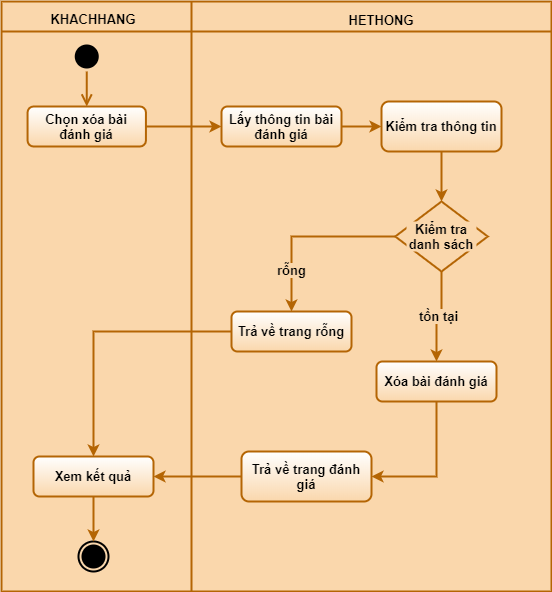 KHACHHANG
HETHONG
Chọn xóa bài
đánh giá
Lấy thông tin bài
đánh giá
Kiểm tra thông tin
Kiểm tra
danh sách
rỗng
tồn tại
Trả về trang rỗng
Xóa bài đánh giá
Trả về trang đánh
giá
Xem kết quả